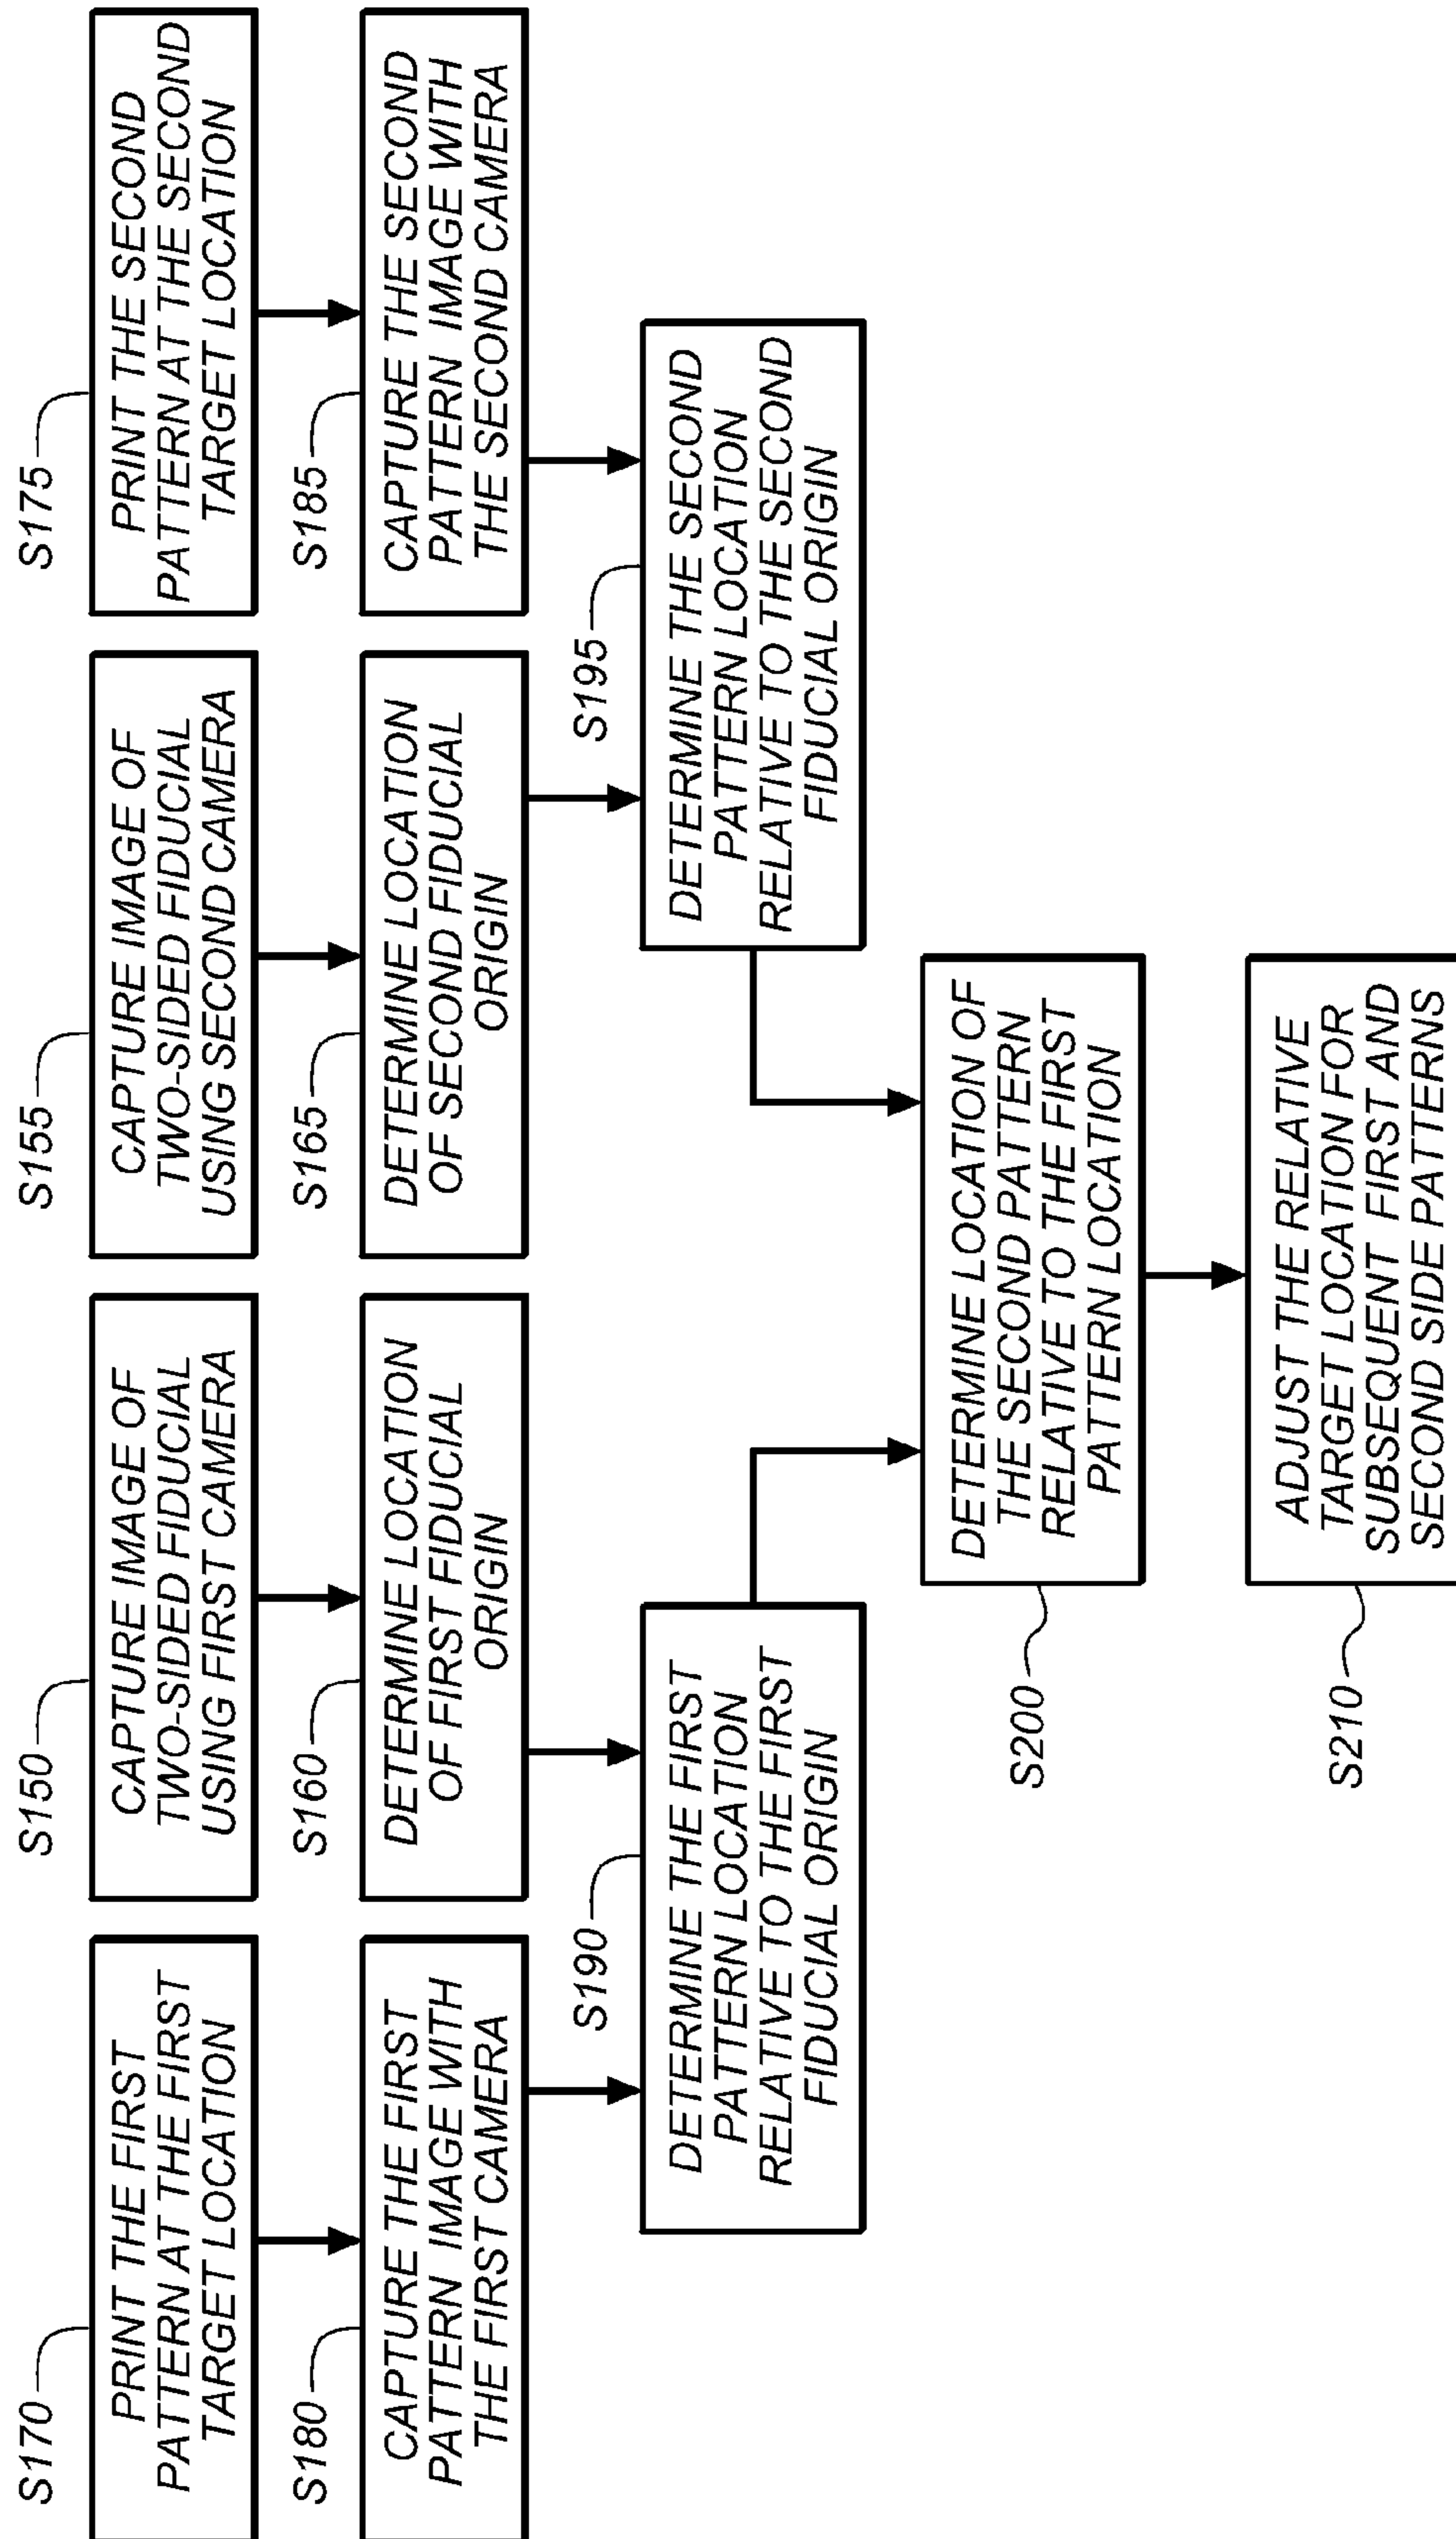 S170
PRINT THE FIRST
PATTERN AT THE FIRST
TARGET LOCATION
S150
CAPTURE IMAGE OF
TWO-SIDED FIDUCIAL
USING FIRST CAMERA
S155
CAPTURE IMAGE OF
TWO-SIDED FIDUCIAL
USING SECOND CAMERA
S175
PRINT THE SECOND
PATTERN AT THE SECOND
TARGET LOCATION
S180
CAPTURE THE FIRST
PATTERN IMAGE WITH
THE FIRST CAMERA
S160
DETERMINE LOCATION
OF FIRST FIDUCIAL
ORIGIN
S165
DETERMINE LOCATION
OF SECOND FIDUCIAL
ORIGIN
S185
CAPTURE THE SECOND
PATTERN IMAGE WITH
THE SECOND CAMERA
S190
DETERMINE THE FIRST
PATTERN LOCATION
RELATIVE TO THE FIRST
FIDUCIAL ORIGIN
S195
DETERMINE THE SECOND
PATTERN LOCATION
RELATIVE TO THE SECOND
FIDUCIAL ORIGIN
S200
DETERMINE LOCATION OF
THE SECOND PATTERN
RELATIVE TO THE FIRST
PATTERN LOCATION
S210
ADJUST THE RELATIVE
TARGET LOCATION FOR
SUBSEQUENT FIRST AND
SECOND SIDE PATTERNS